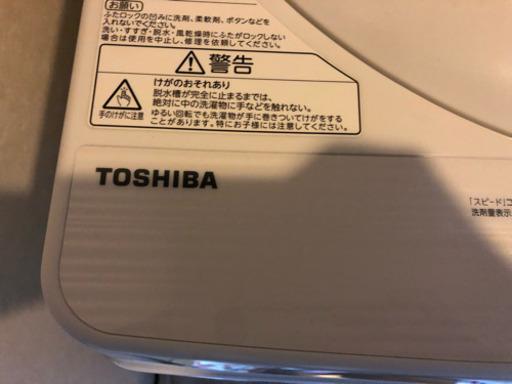 お願い
ふたロックの凹みに洗剤、柔軟剤、ボタンなどを
入れないでください。
洗い・すすぎ・脱水・風乾燥時にふたがロックしない
場合は使用を中止し、修理を依頼してください。
警告
けがのおそれあり
脱水槽が完全に止まるまでは、
絶対に中の洗濯物に手などを触れない。
ゆるい回転でも洗濯物が手に巻きついてけがをする
ことがあります。特にお子様には注意してください。
手のけがに注意
TOSHIBA
「スピード」コ
洗剤量表示